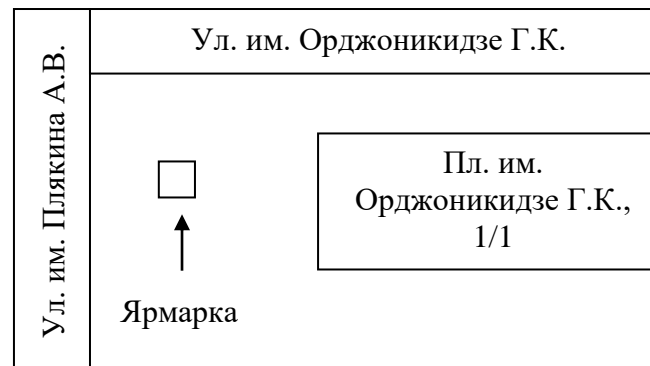 Ул. им. Орджоникидзе Г.К.
Ул. им. Плякина А.В.
Пл. им.
Орджоникидзе Г.К.,
1/1
Ярмарка